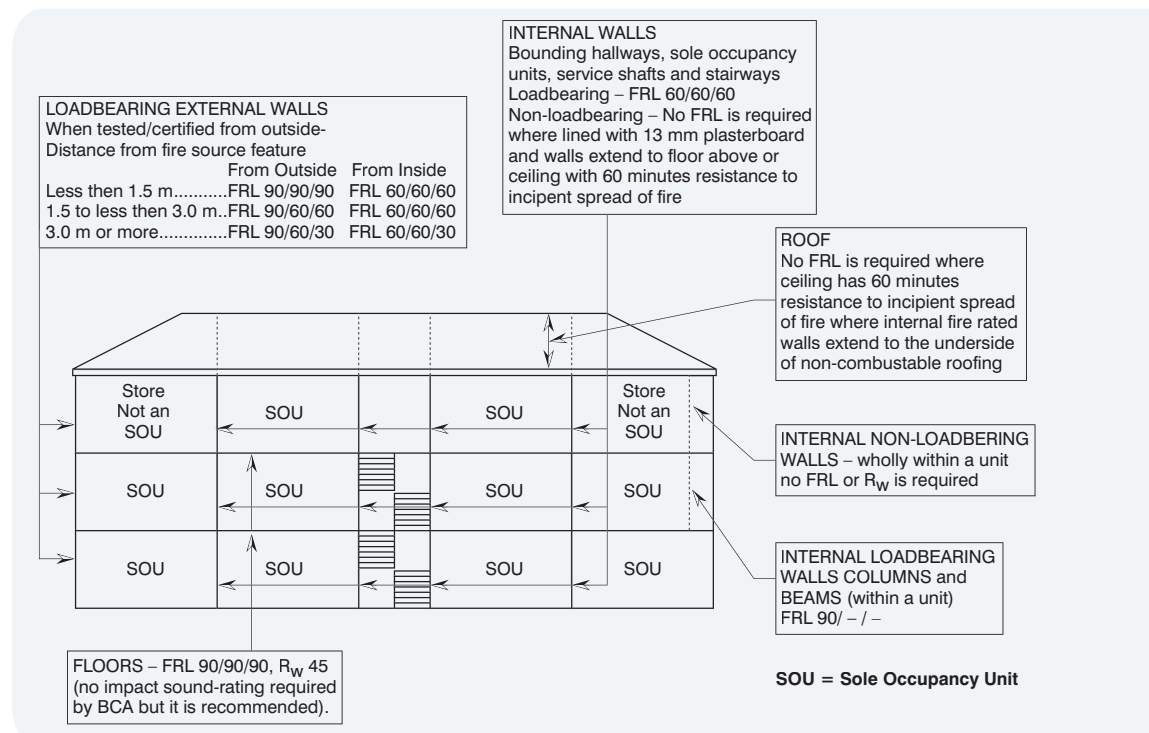 INTERNAL WALLS
Bounding hallways, sole occupancy
units, service shafts and stairways
Loadbearing – FRL 60/60/60
Non-loadbearing – No FRL is required
where lined with 13 mm plasterboard
and walls extend to floor above or
ceiling with 60 minutes resistance to
incipent spread of fire
LOADBEARING EXTERNAL WALLS
When tested/certified from outside-
Distance from fire source feature
From Outside From Inside
Less then 1.5 m...........FRL 90/90/90 FRL 60/60/60
1.5 to less then 3.0 m..FRL 90/60/60 FRL 60/60/60
3.0 m or more..............FRL 90/60/30 FRL 60/60/30
ROOF
No FRL is required where
ceiling has 60 minutes
resistance to incipient spread
of fire where internal fire rated
walls extend to the underside
of non-combustable roofing
Store
Not an
SOU
SOU
SOU
Store
Not an
SOU
SOU
SOU
SOU
SOU
SOU
SOU
SOU
SOU
INTERNAL NON-LOADBERING
WALLS – wholly within a unit
no FRL or RW is required
INTERNAL LOADBEARING
WALLS COLUMNS and
BEAMS (within a unit)
FRL 90/ – / –
FLOORS – FRL 90/90/90, RW 45
(no impact sound-rating required
by BCA but it is recommended).
SOU = Sole Occupancy Unit